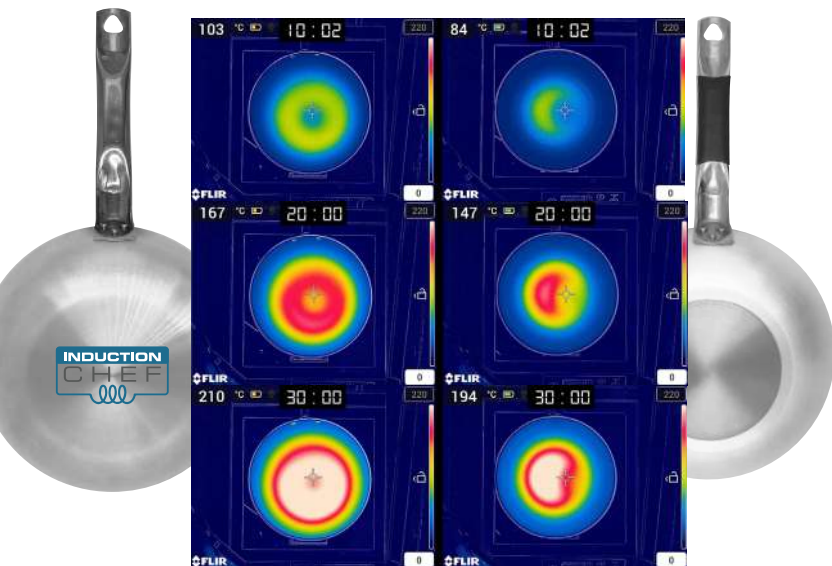 103 °C 10:02 220
84 °C 10:02 220
0
0
FLIR
FLIR
167 °C 20:00 220
147 °C 20:00 220
INDUCTION
CHEF
0
0
FLIR
FLIR
210 °C 30:00 220
194 °C 30:00 220
0
0
FLIR
FLIR